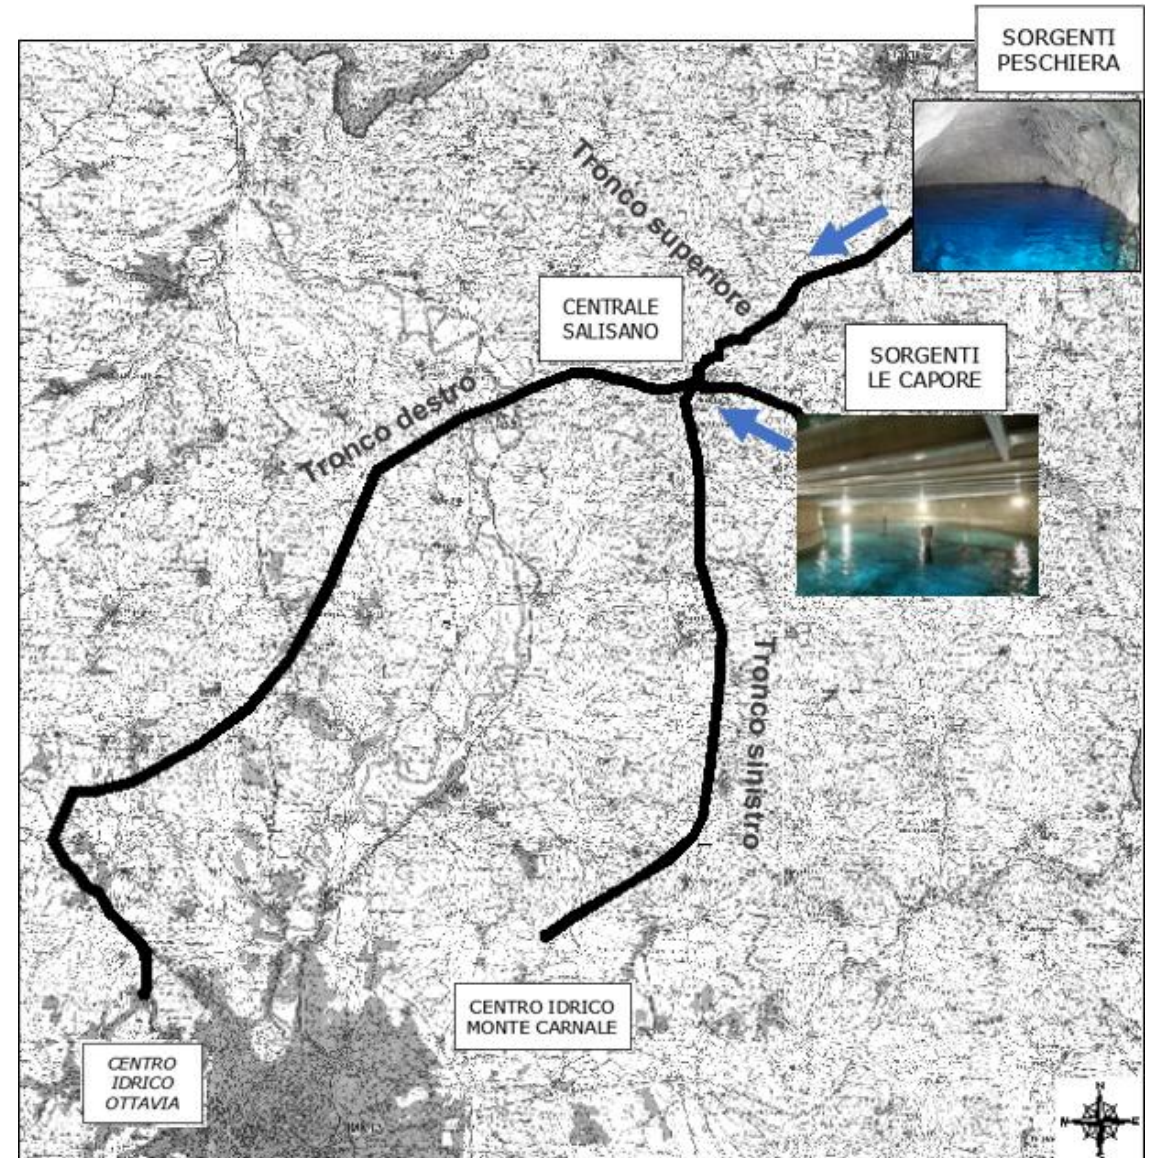 SORGENTI
PESCHIERA
Tronco superiore
CENTRALE
SALISANO
SORGENTI
LE CAPORE
Tronco destro
Tronco sinistro
CENTRO IDRICO
MONTE CARNALE
CENTRO
IDRICO
OTTAVIA
N
E
S